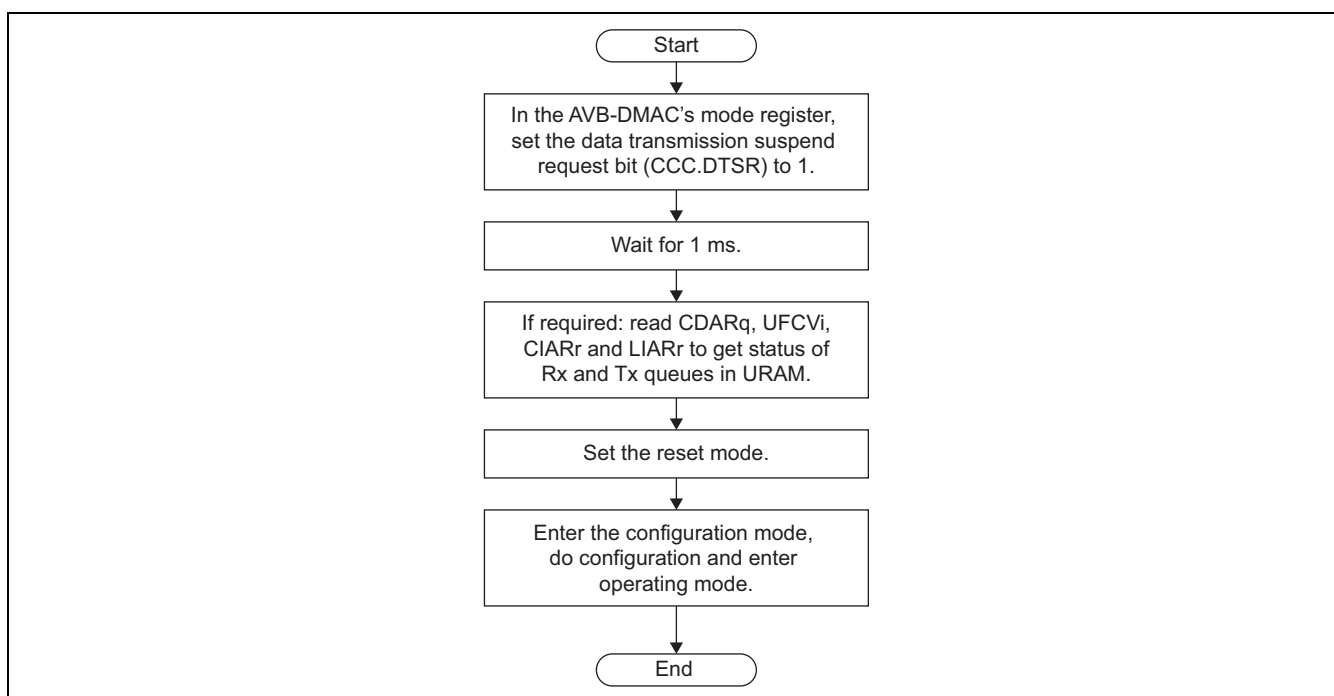 Start
In the AVB-DMAC's mode register,
set the data transmission suspend
request bit (CCC.DTSR) to 1.
Wait for 1 ms.
If required: read CDARq, UFCVi,
CIARr and LIARr to get status of
Rx and Tx queues in URAM.
Set the reset mode.
Enter the configuration mode,
do configuration and enter
operating mode.
End